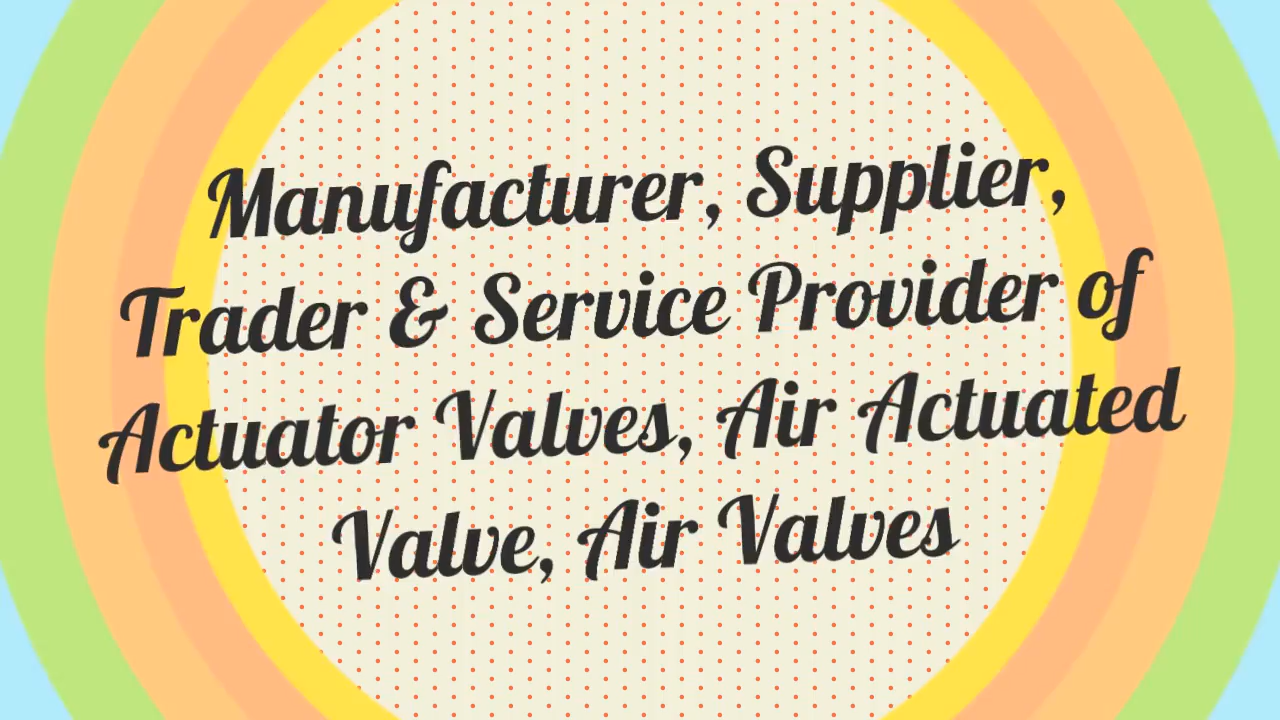 Manufacturer, Supplier,
Trader & Service Provider of
Actuator Valves, Air Actuated
Valve, Air Valves